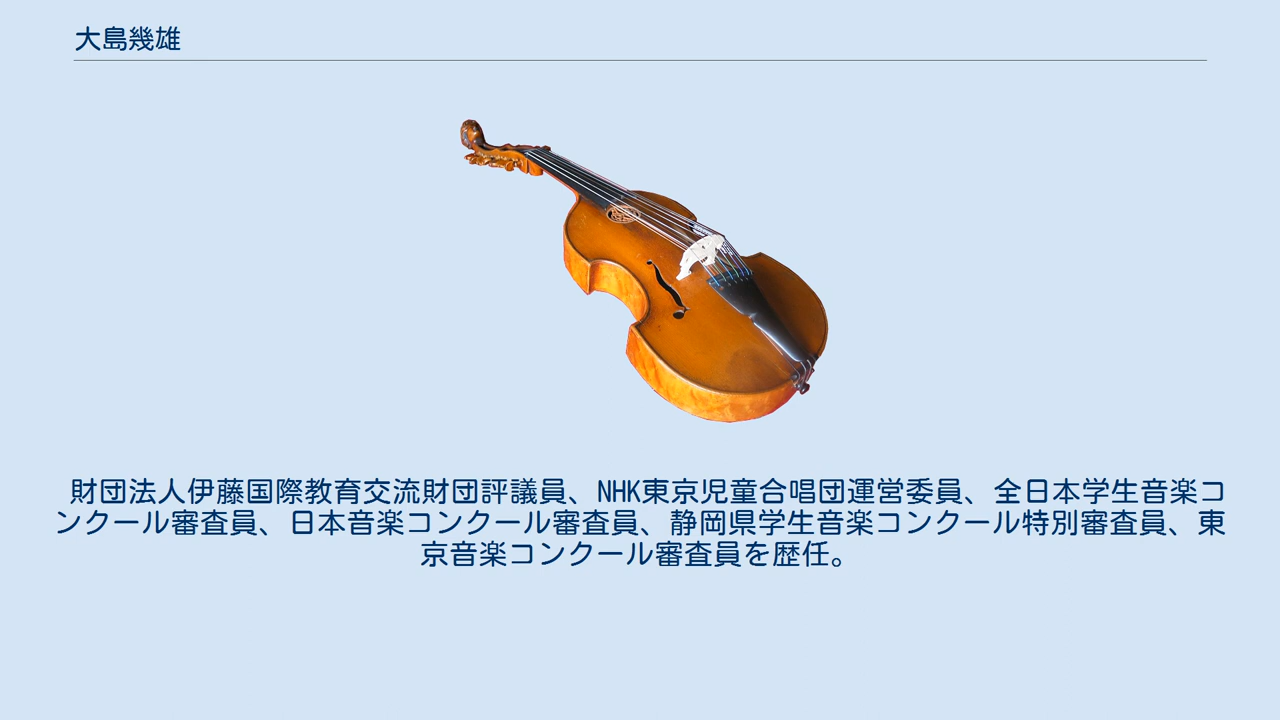 大島幾雄
財団法人伊藤国際教育交流財団評議員、NHK東京児童合唱団運営委員、全日本学生音楽コ
ンクール審査員、日本音楽コンクール審査員、静岡県学生音楽コンクール特別審査員、東
京音楽コンクール審査員を歴任。